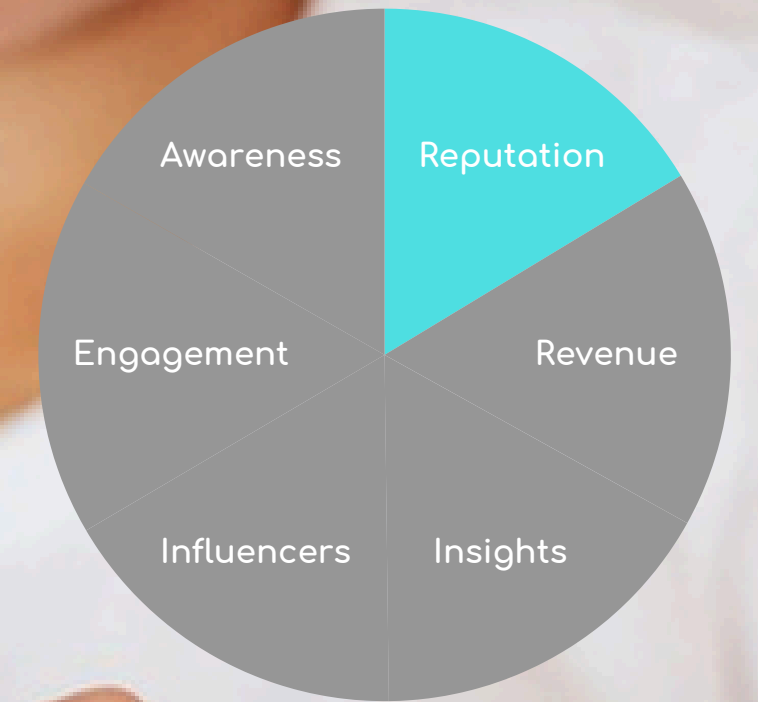 Awareness
Reputation
Engagement
Revenue
Influencers
Insights